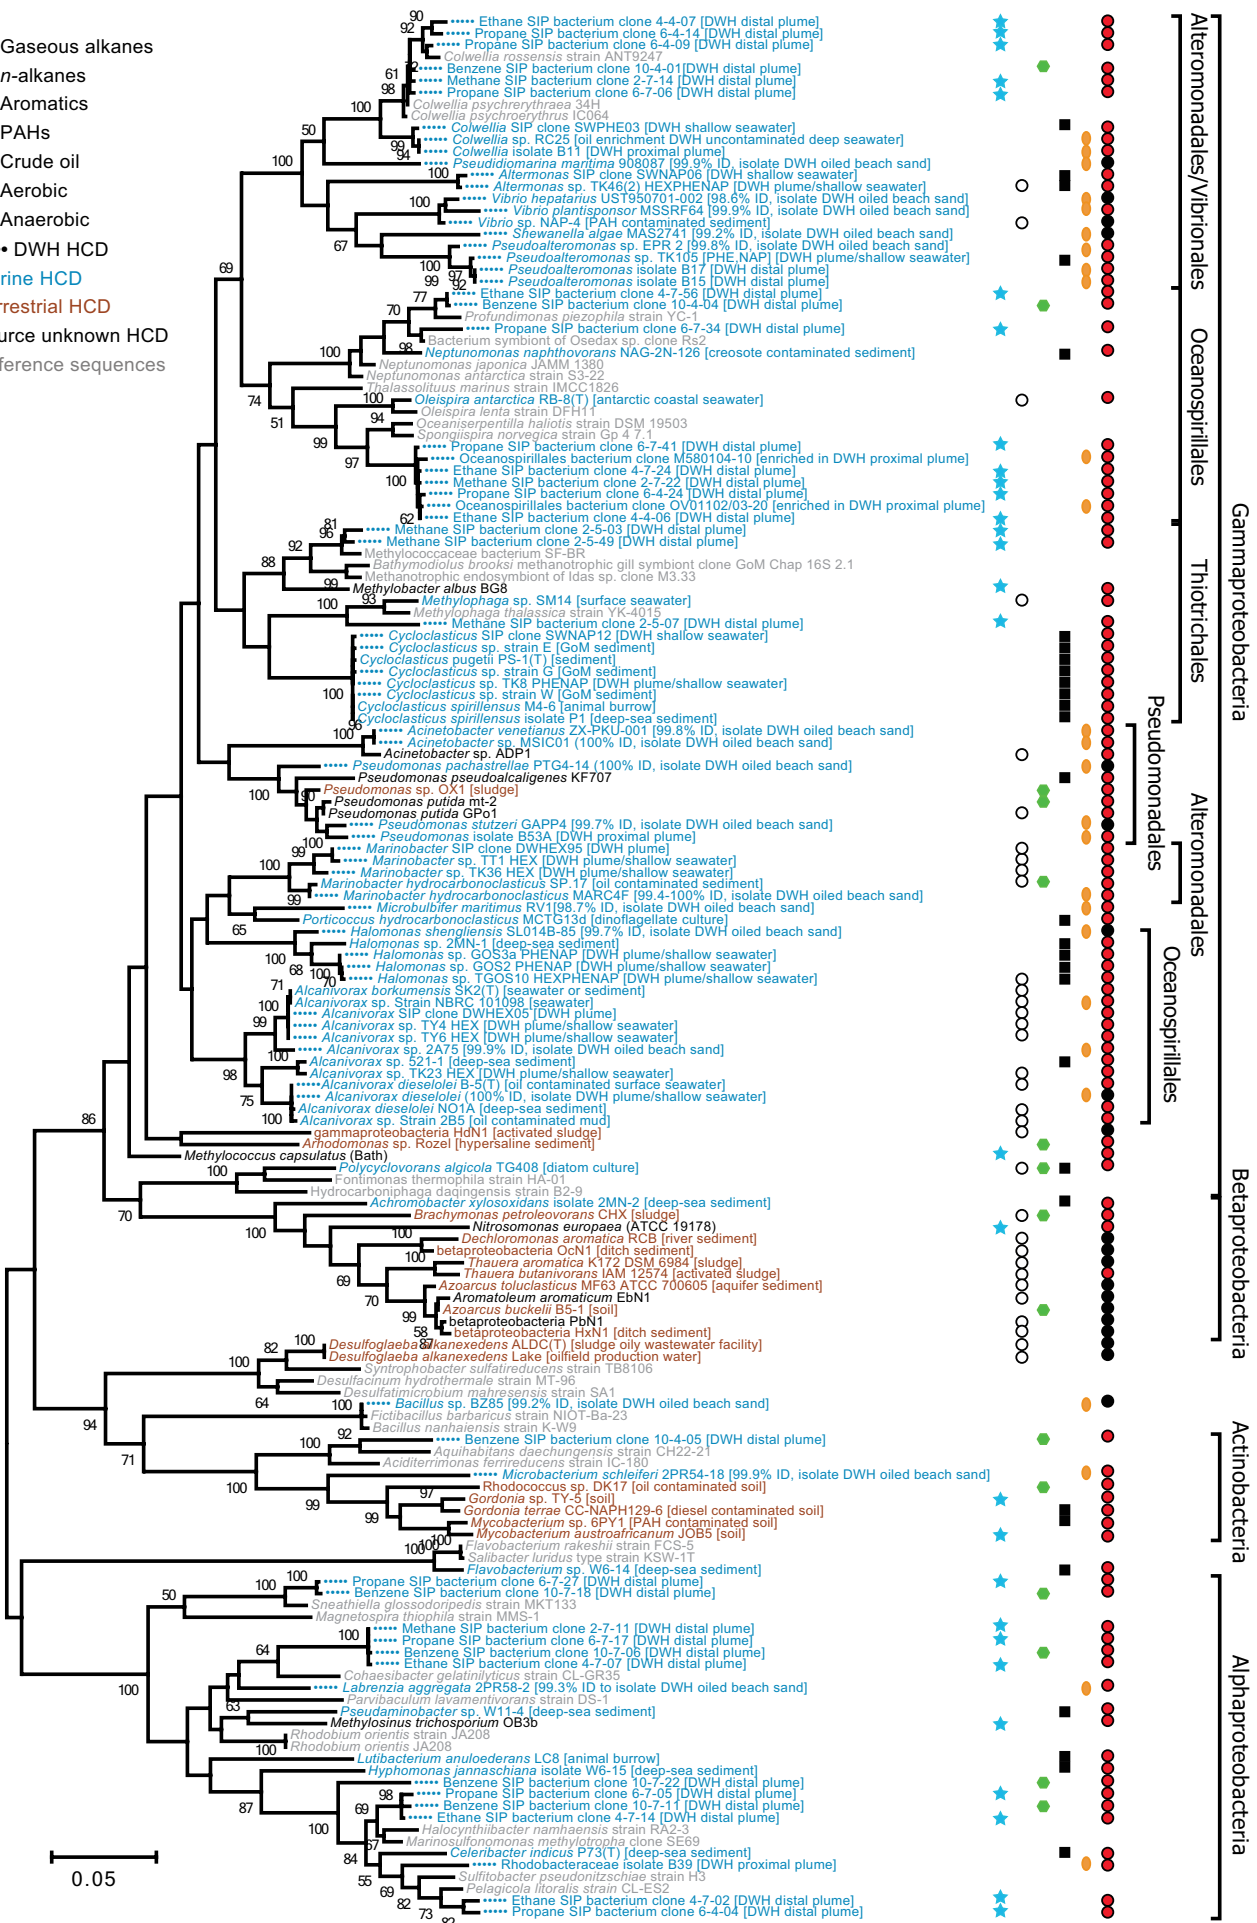 Gaseous alkanes
n-alkanes
Aromatics
PAHs
Crude oil
Aerobic
Anaerobic
• DWH HCD
rine HCD
rrestrial HCD
urce unknown HCD
ference sequences
Ethane SIP bacterium clone 4-4-07 [DWH distal plume]
Propane SIP bacterium clone 6-4-14 [DWH distal plume]
Propane SIP bacterium clone 6-4-09 [DWH distal plume]
Colwellia rossensis strain ANT9247
Benzene SIP bacterium clone 10-4-01[DWH distal plume]
Methane SIP bacterium clone 2-7-14 [DWH distal plume]
Propane SIP bacterium clone 6-7-06 [DWH distal plume]
Colwellia psychrerythraea 34H
Colwellia psychroerythrus IC064
Colwellia SIP clone SWPHE03 [DWH shallow seawater]
Colwellia sp. RC25 [oil enrichment DWH uncontaminated deep seawater]
Colwellia isolate B11 [DWH proximal plume]
Pseudidiomarina maritima 908087 [99.9% ID, isolate DWH oiled beach sand]
Altermonas SIP clone SWNAP06 [DWH shallow seawater]
Altermonas sp. TK46(2) HEXPHENAP [DWH plume/shallow seawater]
Vibrio hepatarius UST950701-002 [98.6% ID, isolate DWH oiled beach sand]
Vibrio plantisponsor MSSRF64 [99.9% ID, isolate DWH oiled beach sand]
Vibrio sp. NAP-4 [PAH contaminated sediment]
Shewanella algae MAS2741 [99.2% ID, isolate DWH oiled beach sand]
Pseudoalteromonas sp. EPR 2 [99.8% ID, isolate DWH oiled beach sand]
Pseudoalteromonas sp. TK105 [PHE,NAP] [DWH plume/shallow seawater]
Pseudoalteromonas isolate B17 [DWH plume]
Pseudoalteromonas isolate B15 [DWH plume]
Ethane SIP bacterium clone 4-7-56 [DWH distal plume]
Benzene SIP bacterium clone 10-4-04 [DWH distal plume]
Profundimonas piezophila strain YC-1
Propane SIP bacterium clone 6-7-34 [DWH distal plume]
Bacterium symbiont of Osedax sp. clone Rs2
Neptunomonas naphthovorans NAG-2N-126 [creosote contaminated sediment]
Neptunomonas japonica JAMM 1380
Neptunomonas antarctica strain S3-22
Thalassolituus marinus strain IMCC1826
Oleispira antarctica RB-8(T) [antarctic coastal seawater]
Oleispira lenta strain DFH11
Oceaniserpentilla haliotis strain DSM 19503
Spongiispira norvegica strain Gp 4 7.1
Propane SIP bacterium clone 6-7-41 [DWH distal plume]
Oceanospirillales bacterium clone M580104-10 [enriched in DWH proximal plume]
Ethane SIP bacterium clone 4-7-24 [DWH distal plume]
Methane SIP bacterium clone 2-7-22 [DWH distal plume]
Propane SIP bacterium clone 6-4-24 [DWH distal plume]
Oceanospirillales bacterium clone OV01102/03-20 [enriched in DWH proximal plume]
Ethane SIP bacterium clone 4-4-06 [DWH distal plume]
Methane SIP bacterium clone 2-5-03 [DWH distal plume]
Methane SIP bacterium clone 2-5-49 [DWH distal plume]
Methylococcaceae bacterium SF-BR
Bathymodiolus brooksi methanotrophic gill symbiont clone GoM Chap 16S 2.1
Methanotrophic endosymbiont of Idas sp. clone M3.33
Methylobacter albus BG8
Methylophaga sp. SM14 [surface seawater]
Methylophaga thalassica strain YK-4015
Methane SIP bacterium 2-5-07 [DWH distal plume]
Cycloclasticus SIP clone SWNAP12 [DWH shallow seawater]
Cycloclasticus sp. strain E [GoM sediment]
Cycloclasticus pugetii PS-1(T) [sediment]
Cycloclasticus sp. strain G [GoM sediment]
Cycloclasticus sp. TK8 PHENAP [DWH plume/shallow seawater]
Cycloclasticus sp. strain W [GoM sediment]
Cycloclasticus spirillensus M4-6 [animal burrow]
Cycloclasticus spirillensus isolate P1 [deep-sea sediment]
Acinetobacter venetianus ZX-PKU-001 [99.8% ID, isolate DWH oiled beach sand]
Acinetobacter sp. MSIC01 (100% ID, isolate DWH oiled beach sand]
Acinetobacter sp. ADP1
Pseudomonas pachastrellae PTG4-14 (100% ID, isolate DWH oiled beach sand]
Pseudomonas pseudoalcaligenes KF707
Pseudomonas sp. OX1 [sludge]
Pseudomonas putida mt-2
Pseudomonas putida GPo1
Pseudomonas stutzeri GAPP4 [99.7% ID, isolate DWH oiled beach sand]
Pseudomonas isolate B53A [DWH proximal plume]
Marinobacter SIP clone DWHEX95 [DWH plume]
Marinobacter sp. TT1 HEX [DWH plume/shallow seawater]
Marinobacter sp. TK36 HEX [DWH plume/shallow seawater]
Marinobacter hydrocarbonoclasticus SP.17 [oil contaminated sediment]
Marinobacter hydrocarbonoclasticus MARC4F [99.4-100% ID, isolate DWH oiled beach sand]
Microbulbifer maritimus RV1[98.7% ID, isolate DWH oiled beach sand]
Porticoccus hydrocarbonoclasticus MCTG13d [dinoflagellate culture]
Halomonas shengliensis SL014B-85 [99.7% ID, isolate DWH oiled beach sand]
Halomonas sp. 2MN-1 [deep-sea sediment]
Halomonas sp. GOS3a PHENAP [DWH plume/shallow seawater]
Halomonas sp. GOS2 PHENAP [DWH plume/shallow seawater]
Halomonas sp. TGOS10 HEXPHENAP [DWH plume/shallow seawater]
Alcanivorax borkumensis SK2(T) [seawater or sediment]
Alcanivorax sp. Strain NBRC 101098 [seawater]
Alcanivorax SIP clone DWHEX05 [DWH plume]
Alcanivorax sp. TY4 HEX [DWH plume/shallow seawater]
Alcanivorax sp. TY6 HEX [DWH plume/shallow seawater]
Alcanivorax sp. 2A75 [99.9% ID, isolate DWH oiled beach sand]
Alcanivorax sp. 521-1 [deep-sea sediment]
Alcanivorax sp. TK23 HEX [DWH plume/shallow seawater]
Alcanivorax dieselolei B-5(T) [oil contaminated surface seawater]
Alcanivorax dieselolei (100% ID, isolate DWH plume/shallow seawater]
Alcanivorax dieselolei NO1A [deep-sea sediment]
Alcanivorax sp. Strain 2B5 [oil contaminated mud]
gammaproteobacteria HdN1 [activated sludge]
Arhodomonas sp. Rozel [hypersaline sediment]
Methylococcus capsulatus (Bath)
Polycyclovorans algicola TG408 [diatom culture]
Fontimonas thermophila strain HA-01
Hydrocarboniphaga daqingensis strain B2-9
Achromobacter xylosoxidans isolate 2MN-2 [deep-sea sediment]
Brachymonas petroleovorans CHX [sludge]
Nitrosomonas europaea (ATCC 19178)
Dechloromonas aromatica RCB [river sediment]
betaproteobacteria OcN1 [ditch sediment]
Thauera aromatica K172 DSM 6984 [sludge]
Thauera butanivorans IAM 12574 [activated sludge]
Azoarcus toluclasticus MF63 ATCC 700605 [aquifer sediment]
Aromatoleum aromaticum EbN1
Azoarcus buckelii B5-1 [soil]
betaproteobacteria PbN1
betaproteobacteria HxN1 [ditch sediment]
Desulfoglaeba alkanexedens ALDC(T) [sludge oily wastewater facility]
Desulfoglaeba alkanexedens Lake [oilfield production water]
Syntrophobacter sulfatireducens strain TB8106
Desulfacinum hydrothermale strain MT-96
Desulfatimicrobium mahresensis strain SA1
Bacillus sp. BZ85 [99.2% ID, isolate DWH oiled beach sand]
Fictibacillus barbaricus strain NIOT-Ba-23
Bacillus nanhaiensis strain K-W9
Benzene SIP bacterium clone 10-4-05 [DWH distal plume]
Aquihabitans daechungensis strain CH22-21
Aciditerrimonas ferrireducens strain IC-180
Microbacterium schleiferi 2PR54-18 [99.9% ID, isolate DWH oiled beach sand]
Rhodococcus sp. DK17 [oil contaminated soil]
Gordonia sp. TY-5 [soil]
Gordonia terrae CC-NAPH129-6 [diesel contaminated soil]
Mycobacterium sp. 6PY1 [PAH contaminated soil]
Mycobacterium austroafricanum JOB5 [soil]
Flavobacterium rakeshii strain FCS-5
Salibacter luridus type strain KSW-1T
Flavobacterium sp. W6-14 [deep-sea sediment]
Propane SIP bacterium clone 6-7-27 [DWH distal plume]
Benzene SIP bacterium clone 10-7-18 [DWH distal plume]
Sneathiella glossodoripedis strain MKT133
Magnetospira thiophila strain MMS-1
Methane SIP bacterium clone 2-7-11 [DWH distal plume]
Propane SIP bacterium clone 6-7-17 [DWH distal plume]
Benzene SIP bacterium clone 10-7-06 [DWH distal plume]
Ethane SIP bacterium clone 4-7-07 [DWH distal plume]
Cohaesibacter gelatinilyticus strain CL-GR35
Labrenzia aggregata 2PR58-2 [99.3% ID to isolate DWH oiled beach sand]
Parvibaculum lavamentivorans strain DS-1
Pseudaminobacter sp. W11-4 [deep-sea sediment]
Methylosinus trichosporium OB3b
Rhodobium orientis strain JA208
Rhodobium orientis JA208
Lutibacterium anuloederans LC8 [animal burrow]
Hyphomonas jannaschiana isolate W6-15 [deep-sea sediment]
Benzene SIP bacterium clone 10-7-22 [DWH distal plume]
Propane SIP bacterium clone 6-7-05 [DWH distal plume]
Benzene SIP bacterium clone 10-7-11 [DWH distal plume]
Ethane SIP bacterium clone 4-7-14 [DWH distal plume]
Halocynthiibacter namhaensis strain RA2-3
Marinosulfonomonas methylotropha clone SE69
Celeribacter indicus P73(T) [deep-sea sediment]
Rhodobacteraceae isolate B39 [DWH proximal plume]
Sulfitobacter pseudonitzschiae strain H3
Pelagicola litoralis strain CL-ES2
Ethane SIP bacterium clone 4-7-02 [DWH distal plume]
Propane SIP bacterium 6-4-04 [DWH distal plume]
0.05
Alteromonadales/Vibrionales
Oceanospirillales
Thiotrichales
Gammaproteobacteria
Pseudomonadales
Alteromonadales
Oceanospirillales
Betaproteobacteria
Actinobacteria
Alphaproteobacteria